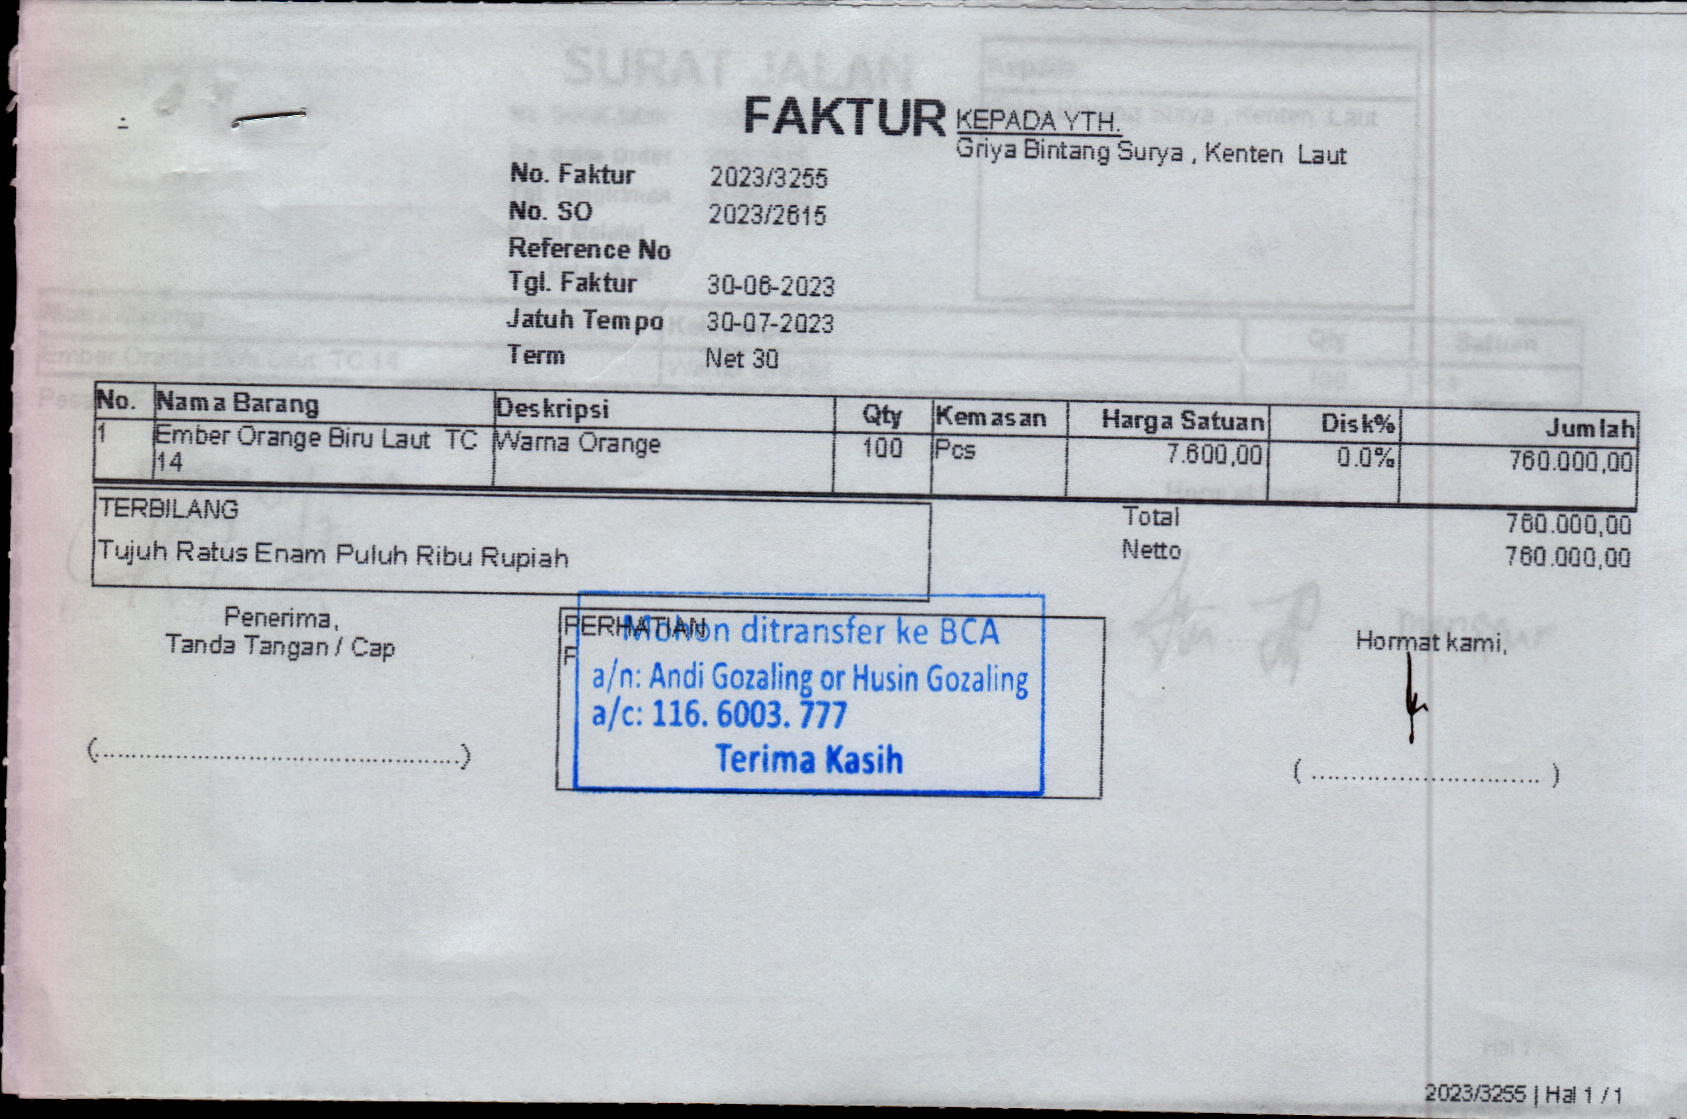 FAKTUR
KEPADA YTH.
Griya Bintang Surya , Kenten Laut
No. Faktur 2023/3255
No. SO 2023/2615
Reference No
Tgl. Faktur 30-06-2023
Jatuh Tempo 30-07-2023
Term Net 30
No. Nama Barang Deskripsi Qty Kemasan Harga Satuan Disk% Jumlah
1 Ember Orange Biru Laut TC 14 Warna Orange 100 Pcs 7.600,00 0.0% 760.000,00
TERBILANG
Tujuh Ratus Enam Puluh Ribu Rupiah
Total 760.000,00
Netto 760.000,00
Penerima,
Tanda Tangan / Cap
(............................................)
PERHATIAN
Mohon ditransfer ke BCA
a/n: Andi Gozaling or Husin Gozaling
a/c: 116. 6003. 777
Terima Kasih
Hormat kami,
( ............................ )
2023/3255 | Hal 1 / 1
SURAT JALAN